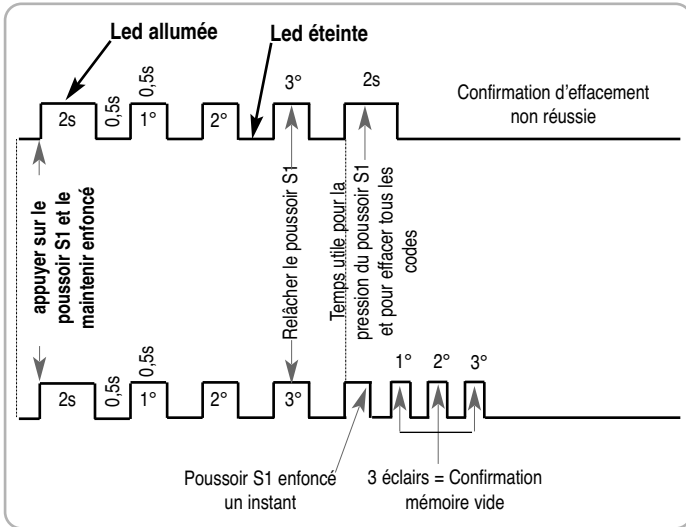 Led allumée
Led éteinte
2s
0,5s
0,5s
1°
2°
3°
2s
Confirmation d'effacement
non réussie
appuyer sur le
poussoir S1 et le
maintenir enfoncé
Relâcher le poussoir S1
Temps utile pour la
pression du poussoir S1
et pour effacer tous les
codes
2s
0,5s
0,5s
1°
2°
3°
1°
2°
3°
Poussoir S1 enfoncé
un instant
3 éclairs = Confirmation
mémoire vide